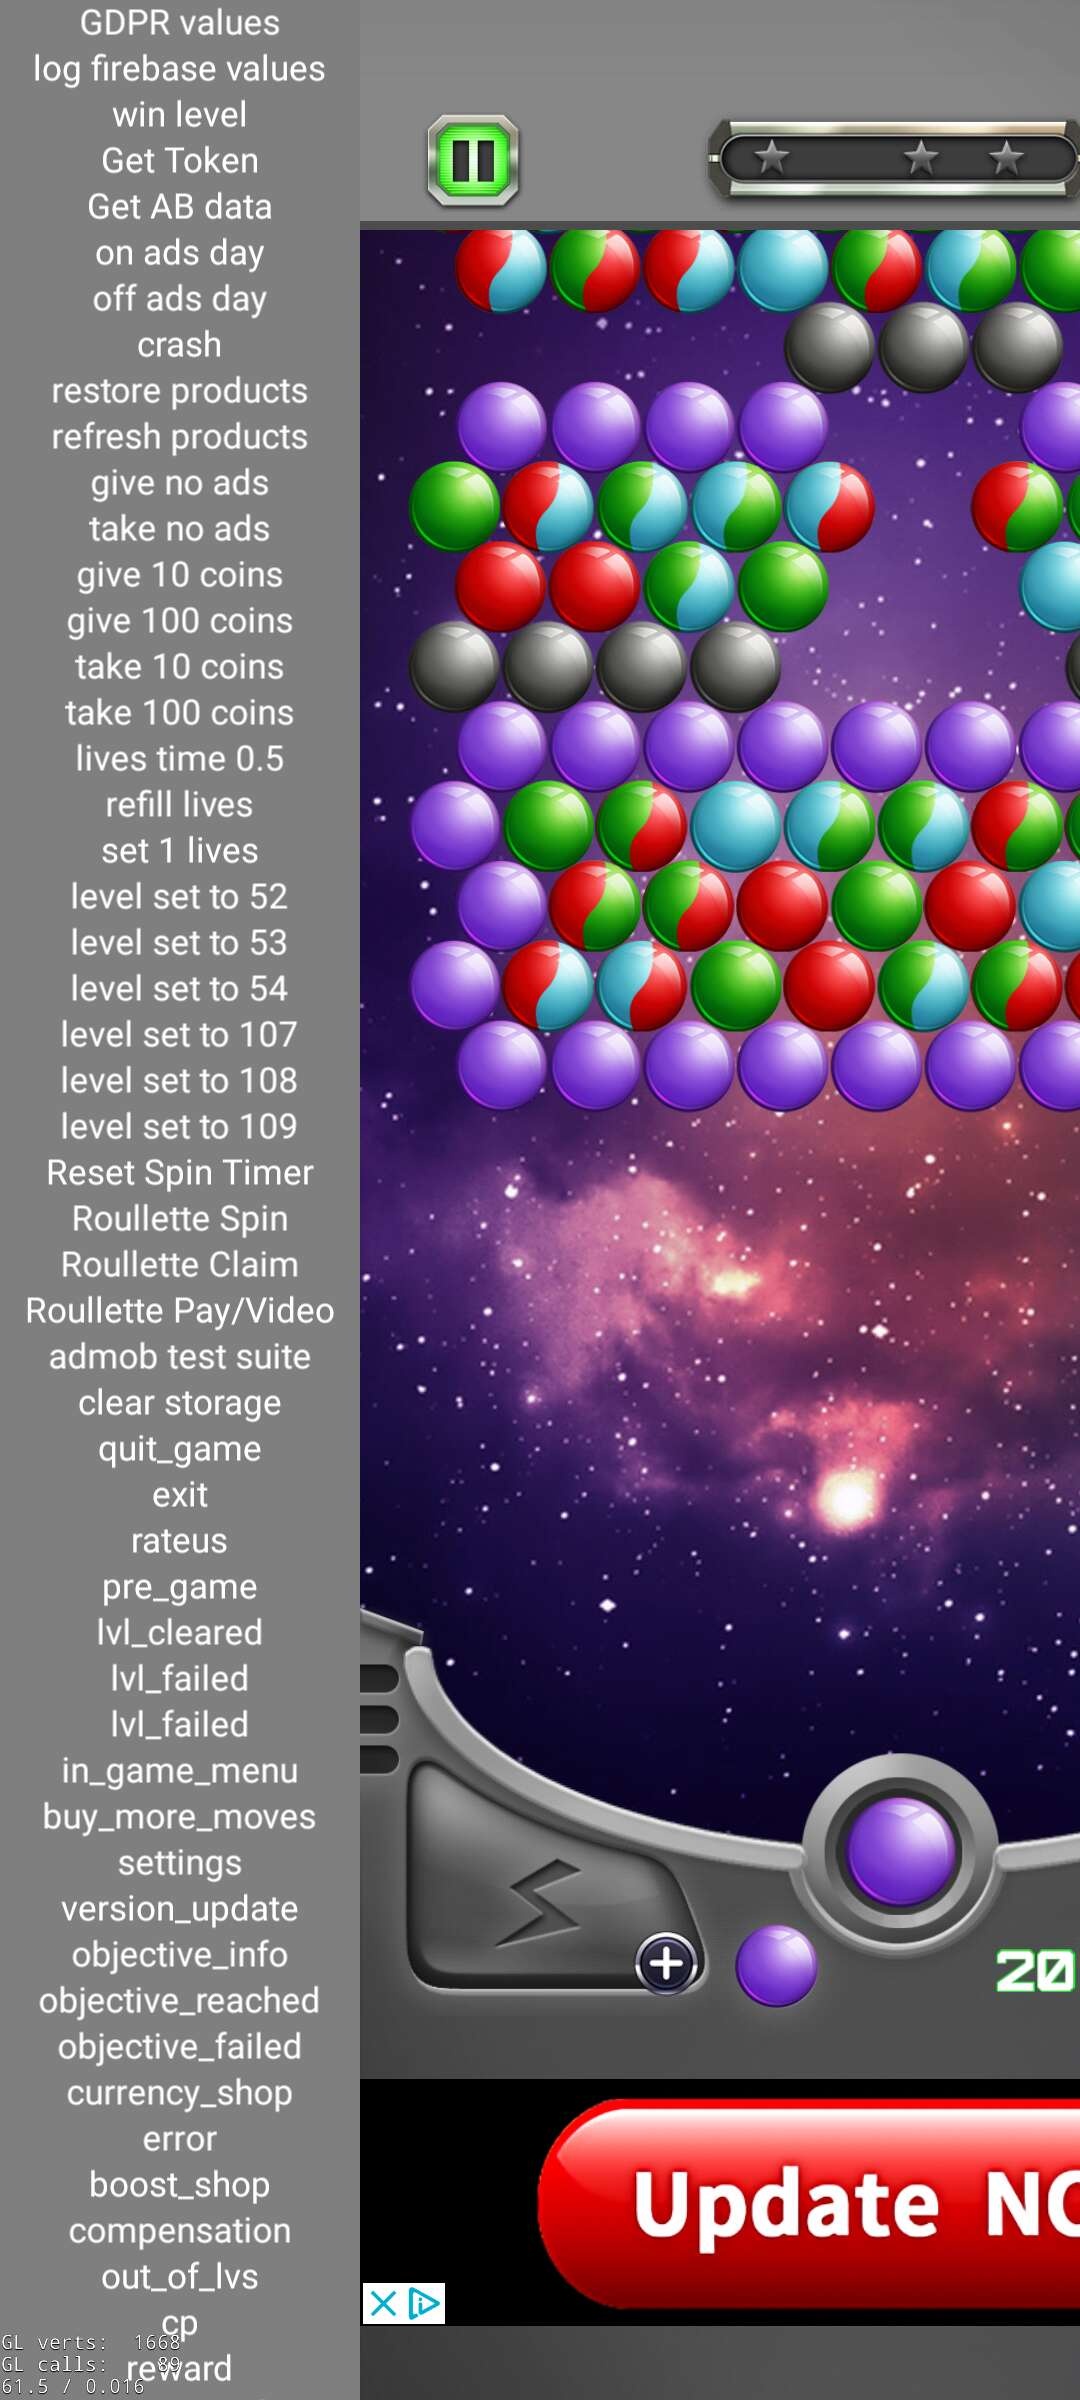 GDPR values
log firebase values
win level
Get Token
Get AB data
on ads day
off ads day
crash
restore products
refresh products
give no ads
take no ads
give 10 coins
give 100 coins
take 10 coins
take 100 coins
lives time 0.5
refill lives
set 1 lives
level set to 52
level set to 53
level set to 54
level set to 107
level set to 108
level set to 109
Reset Spin Timer
Roullette Spin
Roullette Claim
Roullette Pay/Video
admob test suite
clear storage
quit_game
exit
rateus
pre_game
lvl_cleared
lvl_failed
lvl_failed
in_game_menu
buy_more_moves
settings
version_update
objective_info
objective_reached
objective_failed
currency_shop
error
boost_shop
compensation
out_of_lvs
cp
reward
GL verts: 1668
GL calls: 89
61.5 / 0.016
20
Update NO